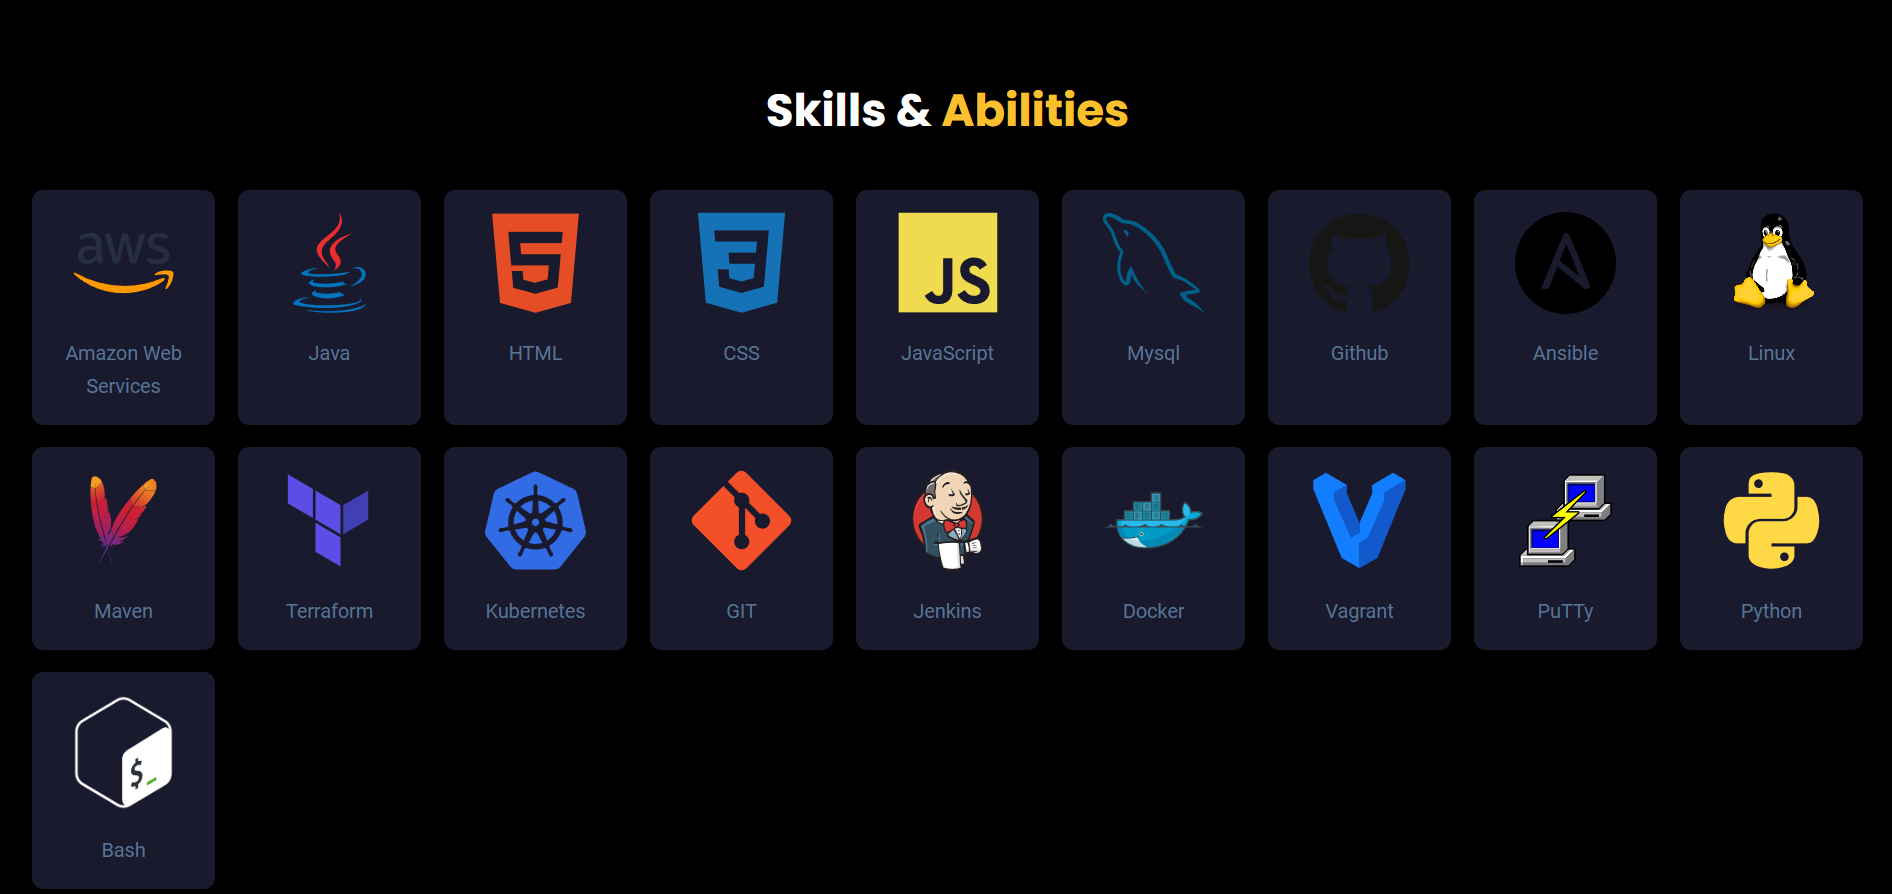 Skills & Abilities
aws
JS
Amazon Web
Services
Java
HTML
CSS
JavaScript
Mysql
Github
Ansible
Linux
Maven
Terraform
Kubernetes
GIT
Jenkins
Docker
Vagrant
PuTTy
Python
$_
Bash